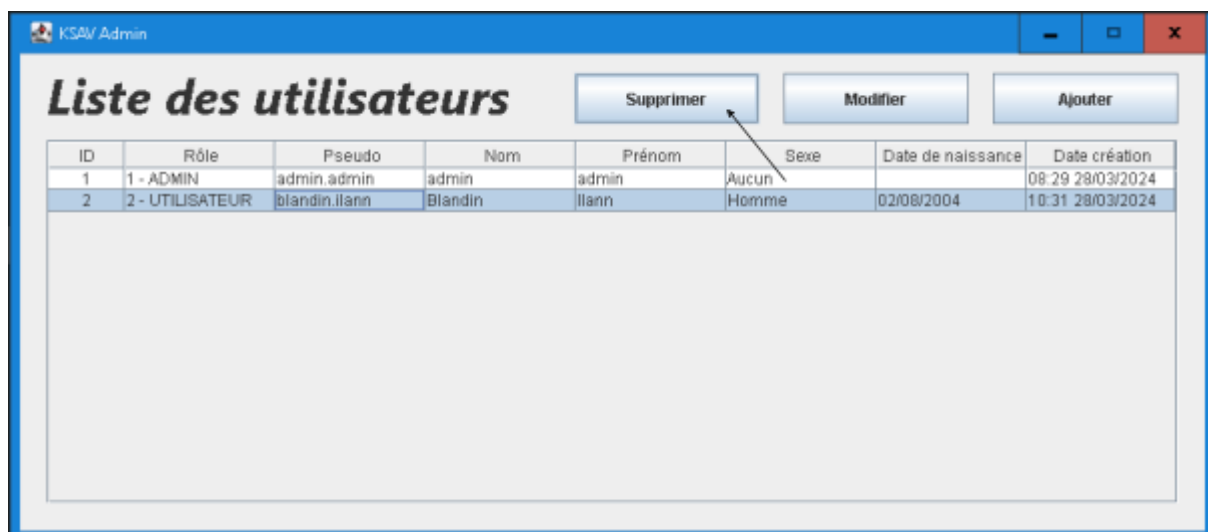 KSAV Admin
Liste des utilisateurs
Supprimer
Modifier
Ajouter
ID Rôle Pseudo Nom Prénom Sexe Date de naissance Date création
1 1 - ADMIN admin.admin admin admin Aucun 08:29 28/03/2024
2 2 - UTILISATEUR blandin.ilann Blandin Ilann Homme 02/08/2004 10:31 28/03/2024